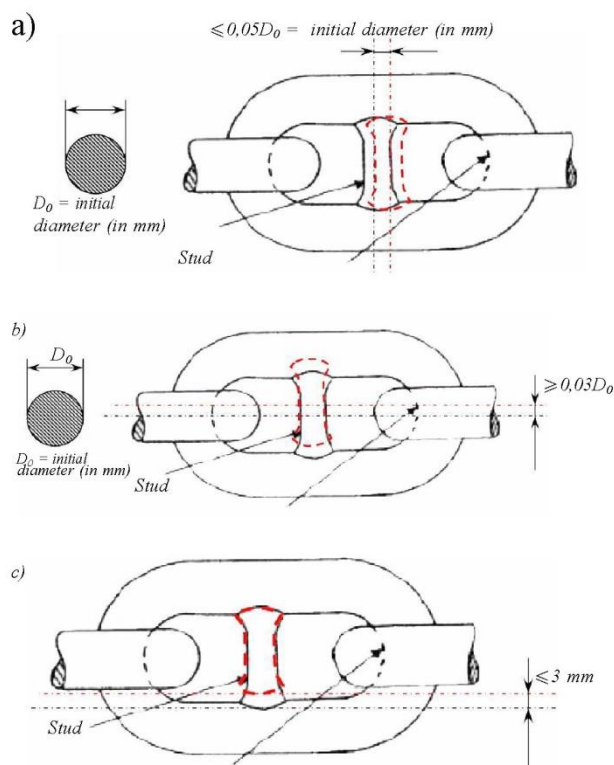 a)
≤ 0,05D₀ = initial diameter (in mm)
D₀ = initial
diameter (in mm)
Stud
b)
D₀
≥ 0,03D₀
D₀ = initial
diameter (in mm)
Stud
c)
≤ 3 mm
Stud